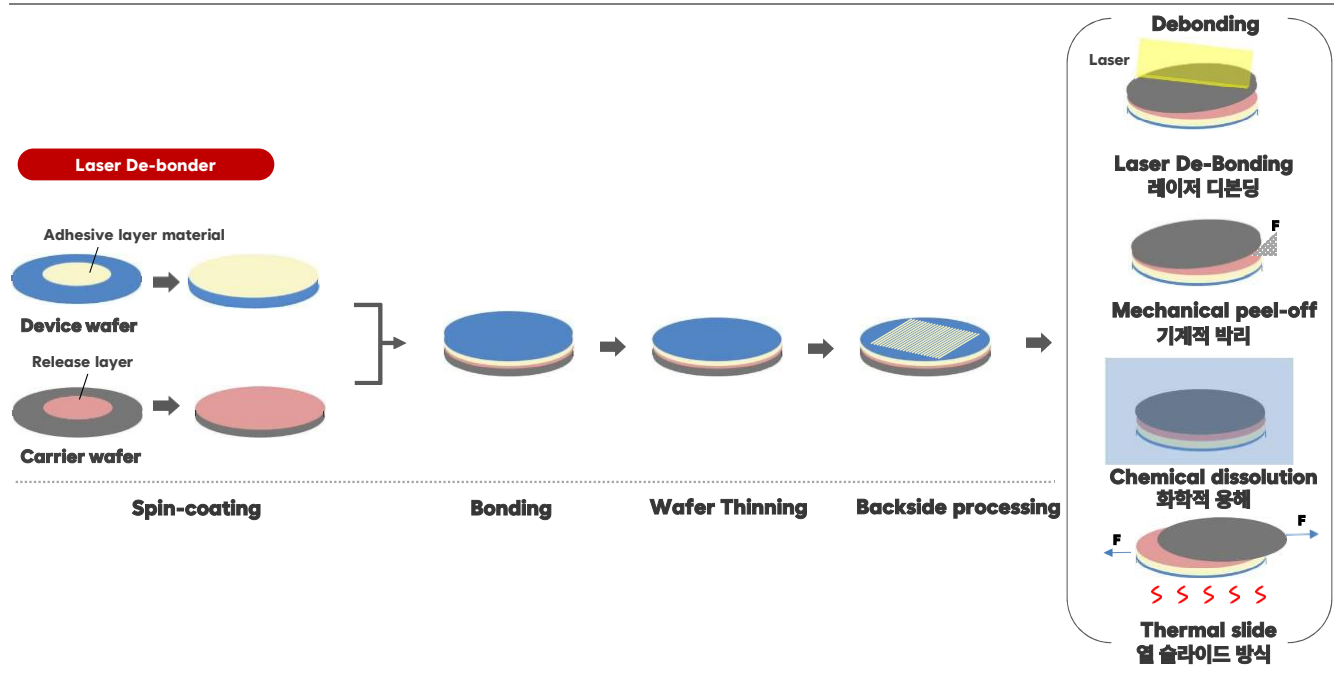 Debonding
Laser
Laser De-bonder
Laser De-Bonding
레이저 디본딩
Adhesive layer material
F
Device wafer
Mechanical peel-off
기계적 박리
Release layer
Carrier wafer
Chemical dissolution
화학적 용해
Spin-coating
Bonding
Wafer Thinning
Backside processing
F
F
Thermal slide
열 슬라이드 방식